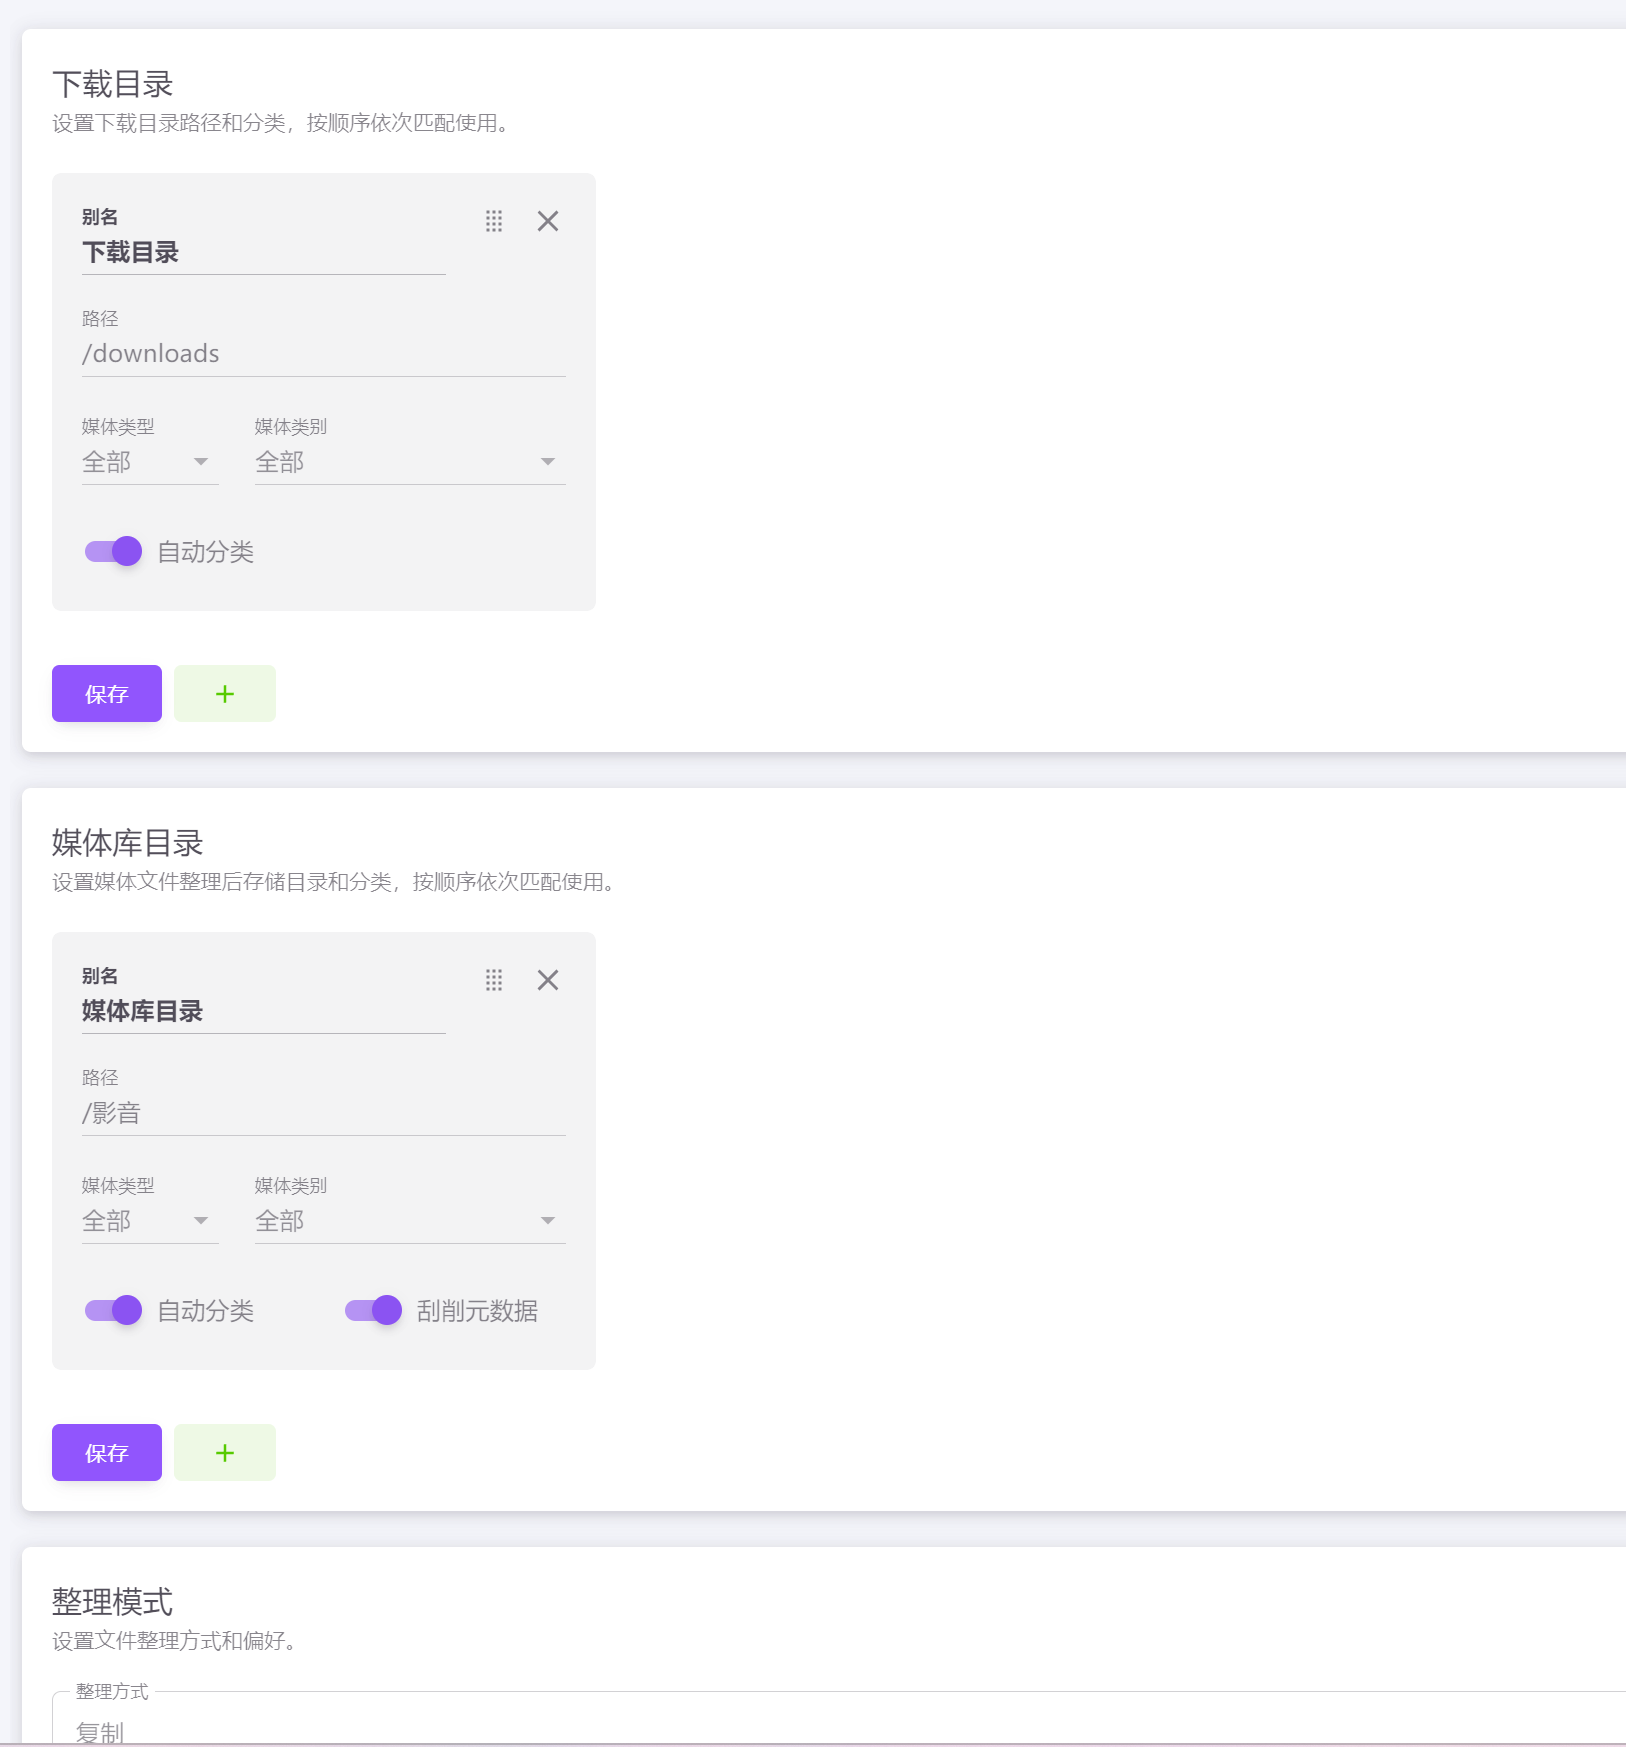 下载目录
设置下载目录路径和分类，按顺序依次匹配使用。
别名
下载目录
路径
/downloads
媒体类型 媒体类别
全部 全部
自动分类
保存 +
媒体库目录
设置媒体文件整理后存储目录和分类，按顺序依次匹配使用。
别名
媒体库目录
路径
/影音
媒体类型 媒体类别
全部 全部
自动分类 刮削元数据
保存 +
整理模式
设置文件整理方式和偏好。
整理方式
复制